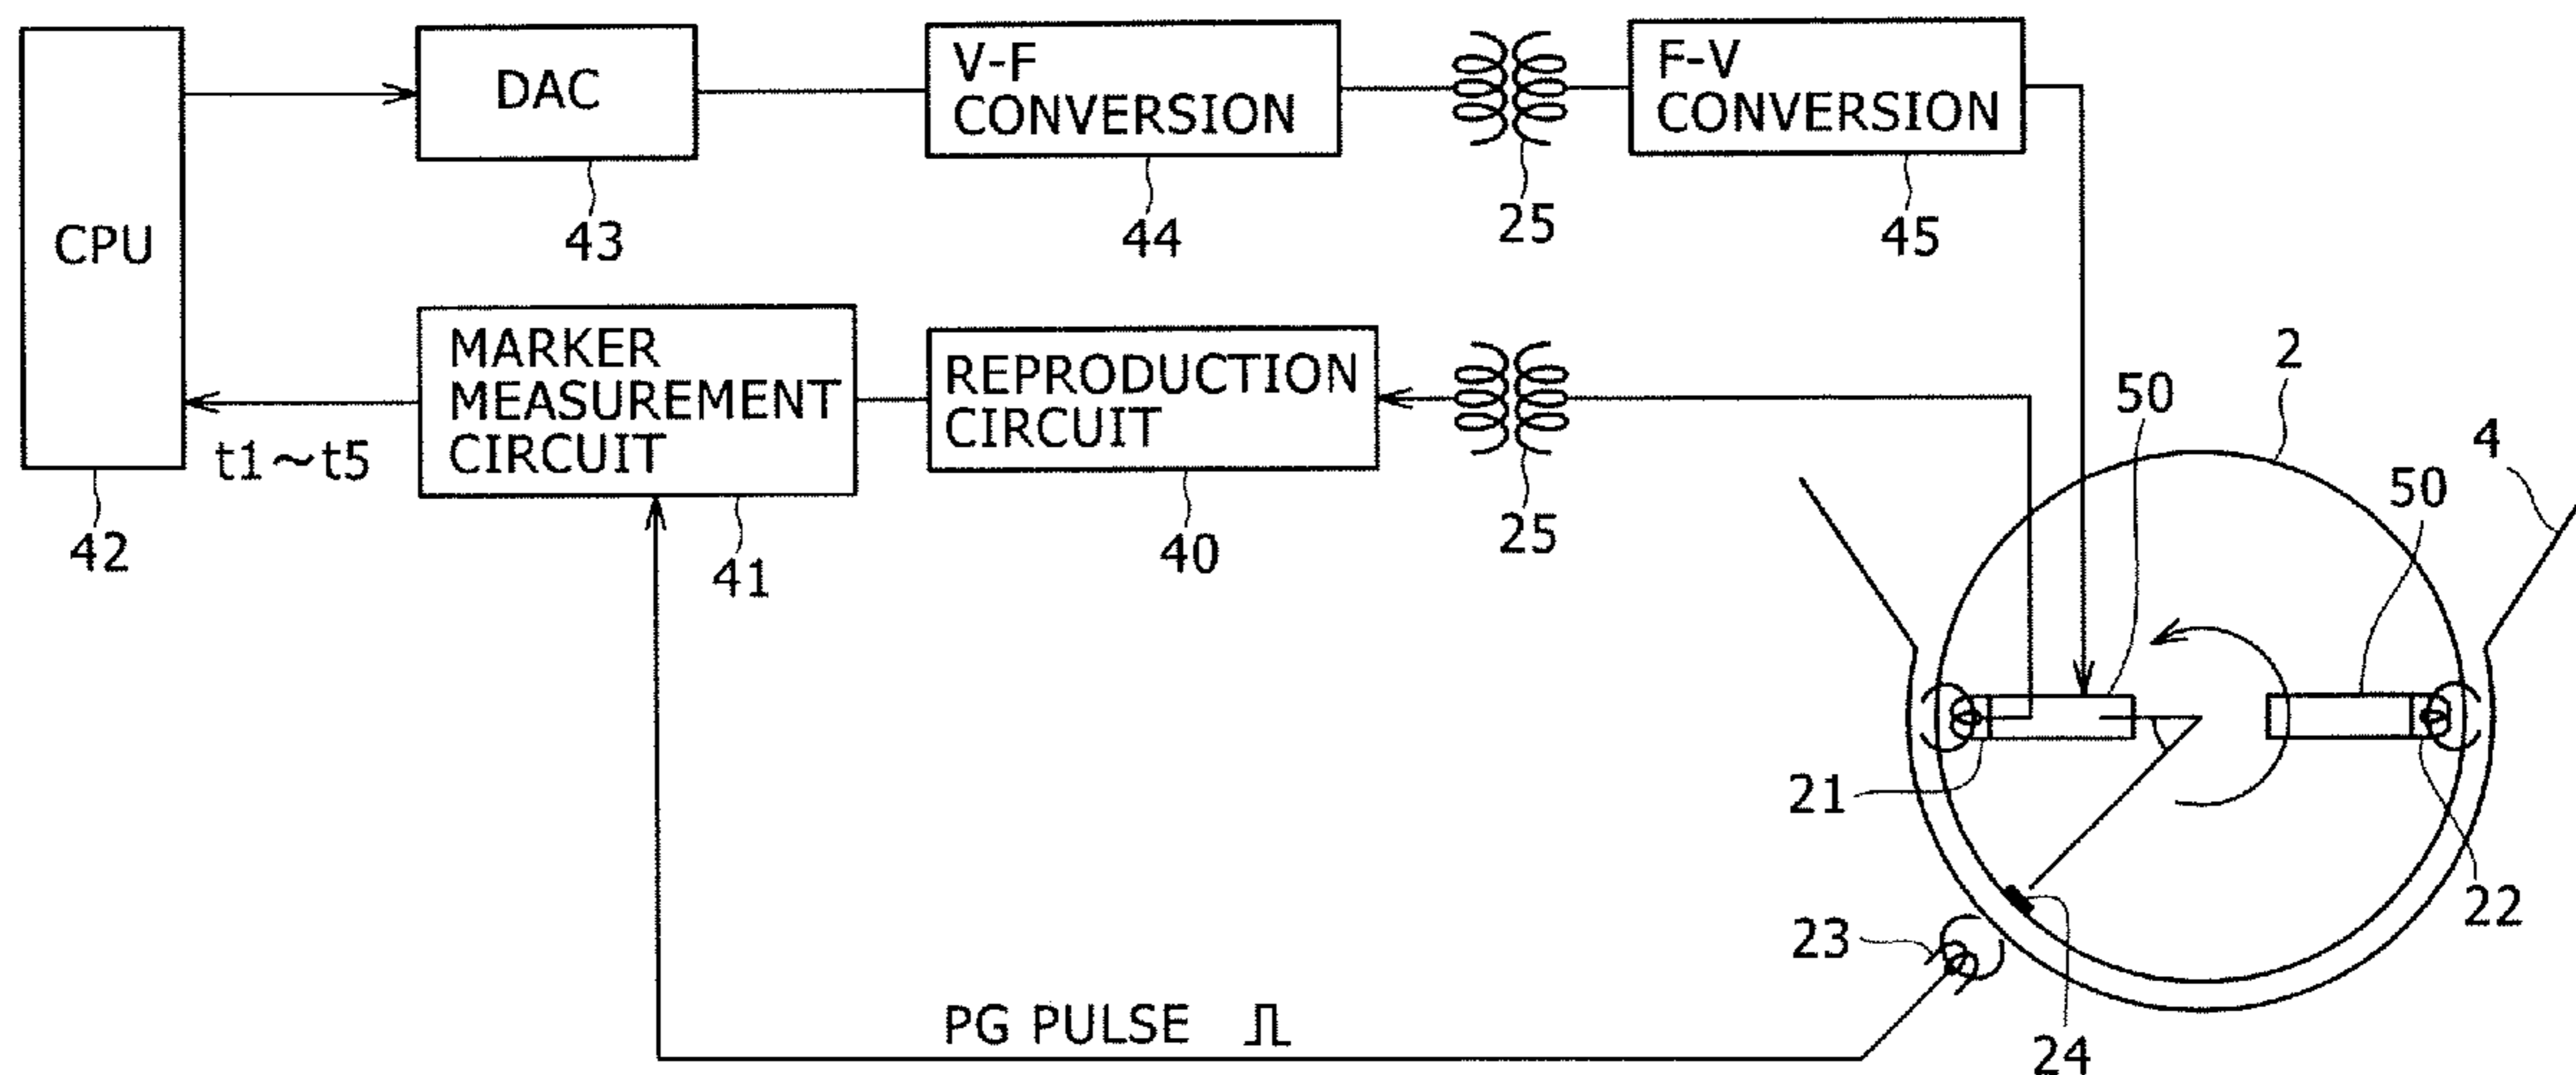 CPU
42
DAC
43
V-F
CONVERSION
44
25
F-V
CONVERSION
45
t1~t5
MARKER
MEASUREMENT
CIRCUIT
41
REPRODUCTION
CIRCUIT
40
25
50
2
50
4
21
22
23
24
PG PULSE